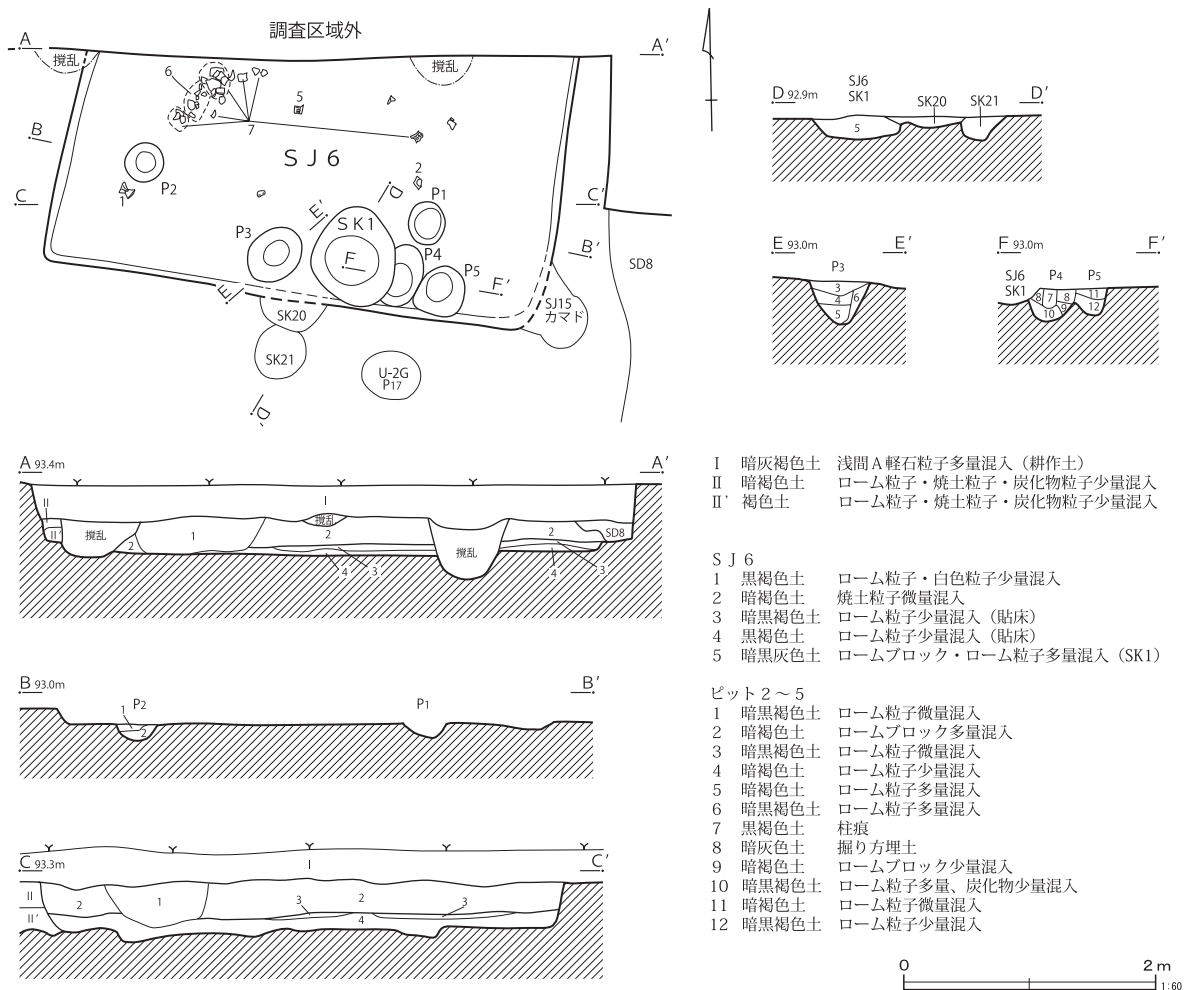 調査区域外
A
A′
撹乱
撹乱
6
5
7
B
SJ6
2
P2
1
C
D
C′
P1
E′
SK1
P3
B′
F
P4
SD8
P5
F′
E
SJ15
カマド
SK20
SK21
U-2G
P17
D′
D 92.9m
SJ6
SK1
SK20
SK21
D′
5
E 93.0m
E′
P3
3
4
6
5
F 93.0m
F′
SJ6
SK1
P4
P5
8
7
8
11
9
12
10
A 93.4m
A′
I
II
II′
撹乱
撹乱
2
1
2
撹乱
2
SD8
4
3
4
3
B 93.0m
B′
P2
P1
1
2
C 93.3m
C′
I
II
II′
2
1
3
2
3
4
I 暗灰褐色土 浅間A軽石粒子多量混入（耕作土）
II 暗褐色土 ローム粒子・焼土粒子・炭化物粒子少量混入
II′ 褐色土 ローム粒子・焼土粒子・炭化物粒子少量混入
SJ6
1 黒褐色土 ローム粒子・白色粒子少量混入
2 暗褐色土 焼土粒子微量混入
3 暗黒褐色土 ローム粒子少量混入（貼床）
4 黒褐色土 ローム粒子少量混入（貼床）
5 暗黒灰色土 ロームブロック・ローム粒子多量混入（SK1）
ピット2～5
1 暗黒褐色土 ローム粒子微量混入
2 暗褐色土 ロームブロック多量混入
3 暗黒褐色土 ローム粒子微量混入
4 暗褐色土 ローム粒子少量混入
5 暗褐色土 ローム粒子多量混入
6 暗黒褐色土 ローム粒子多量混入
7 黒褐色土 柱痕
8 暗灰色土 掘り方埋土
9 暗褐色土 ロームブロック少量混入
10 暗黒褐色土 ローム粒子多量、炭化物少量混入
11 暗褐色土 ローム粒子微量混入
12 暗黒褐色土 ローム粒子少量混入
0
2m
1:60